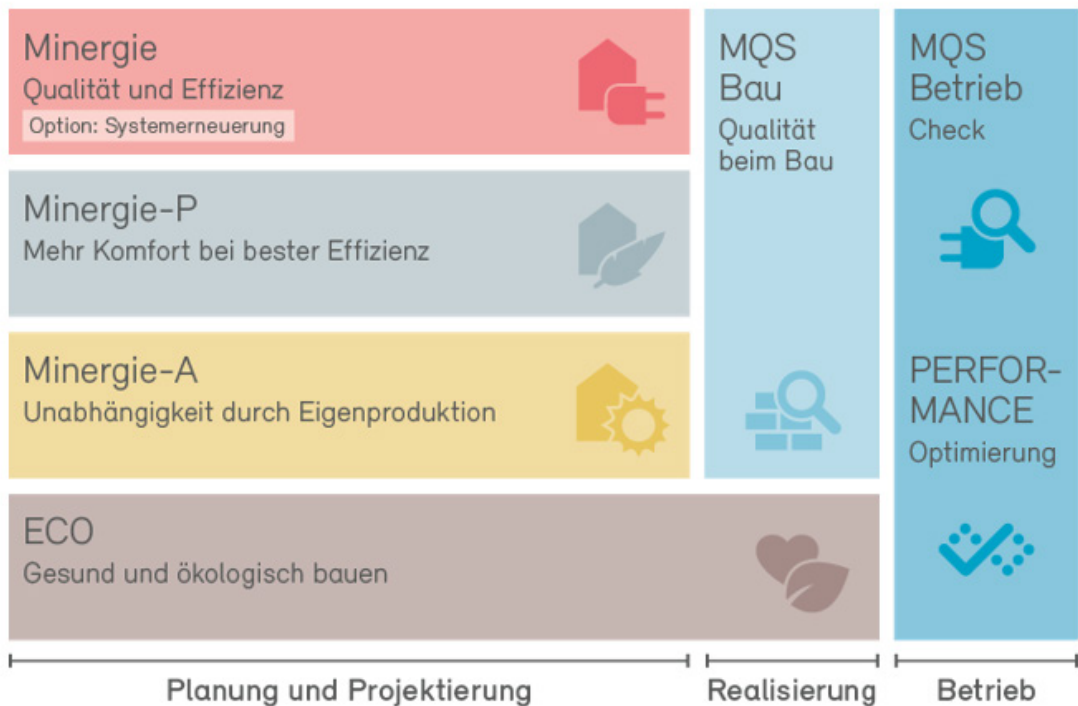 Minergie
Qualität und Effizienz
Option: Systemerneuerung
Minergie-P
Mehr Komfort bei bester Effizienz
Minergie-A
Unabhängigkeit durch Eigenproduktion
ECO
Gesund und ökologisch bauen
MQS
Bau
Qualität
beim Bau
MQS
Betrieb
Check
PERFOR-
MANCE
Optimierung
Planung und Projektierung
Realisierung
Betrieb